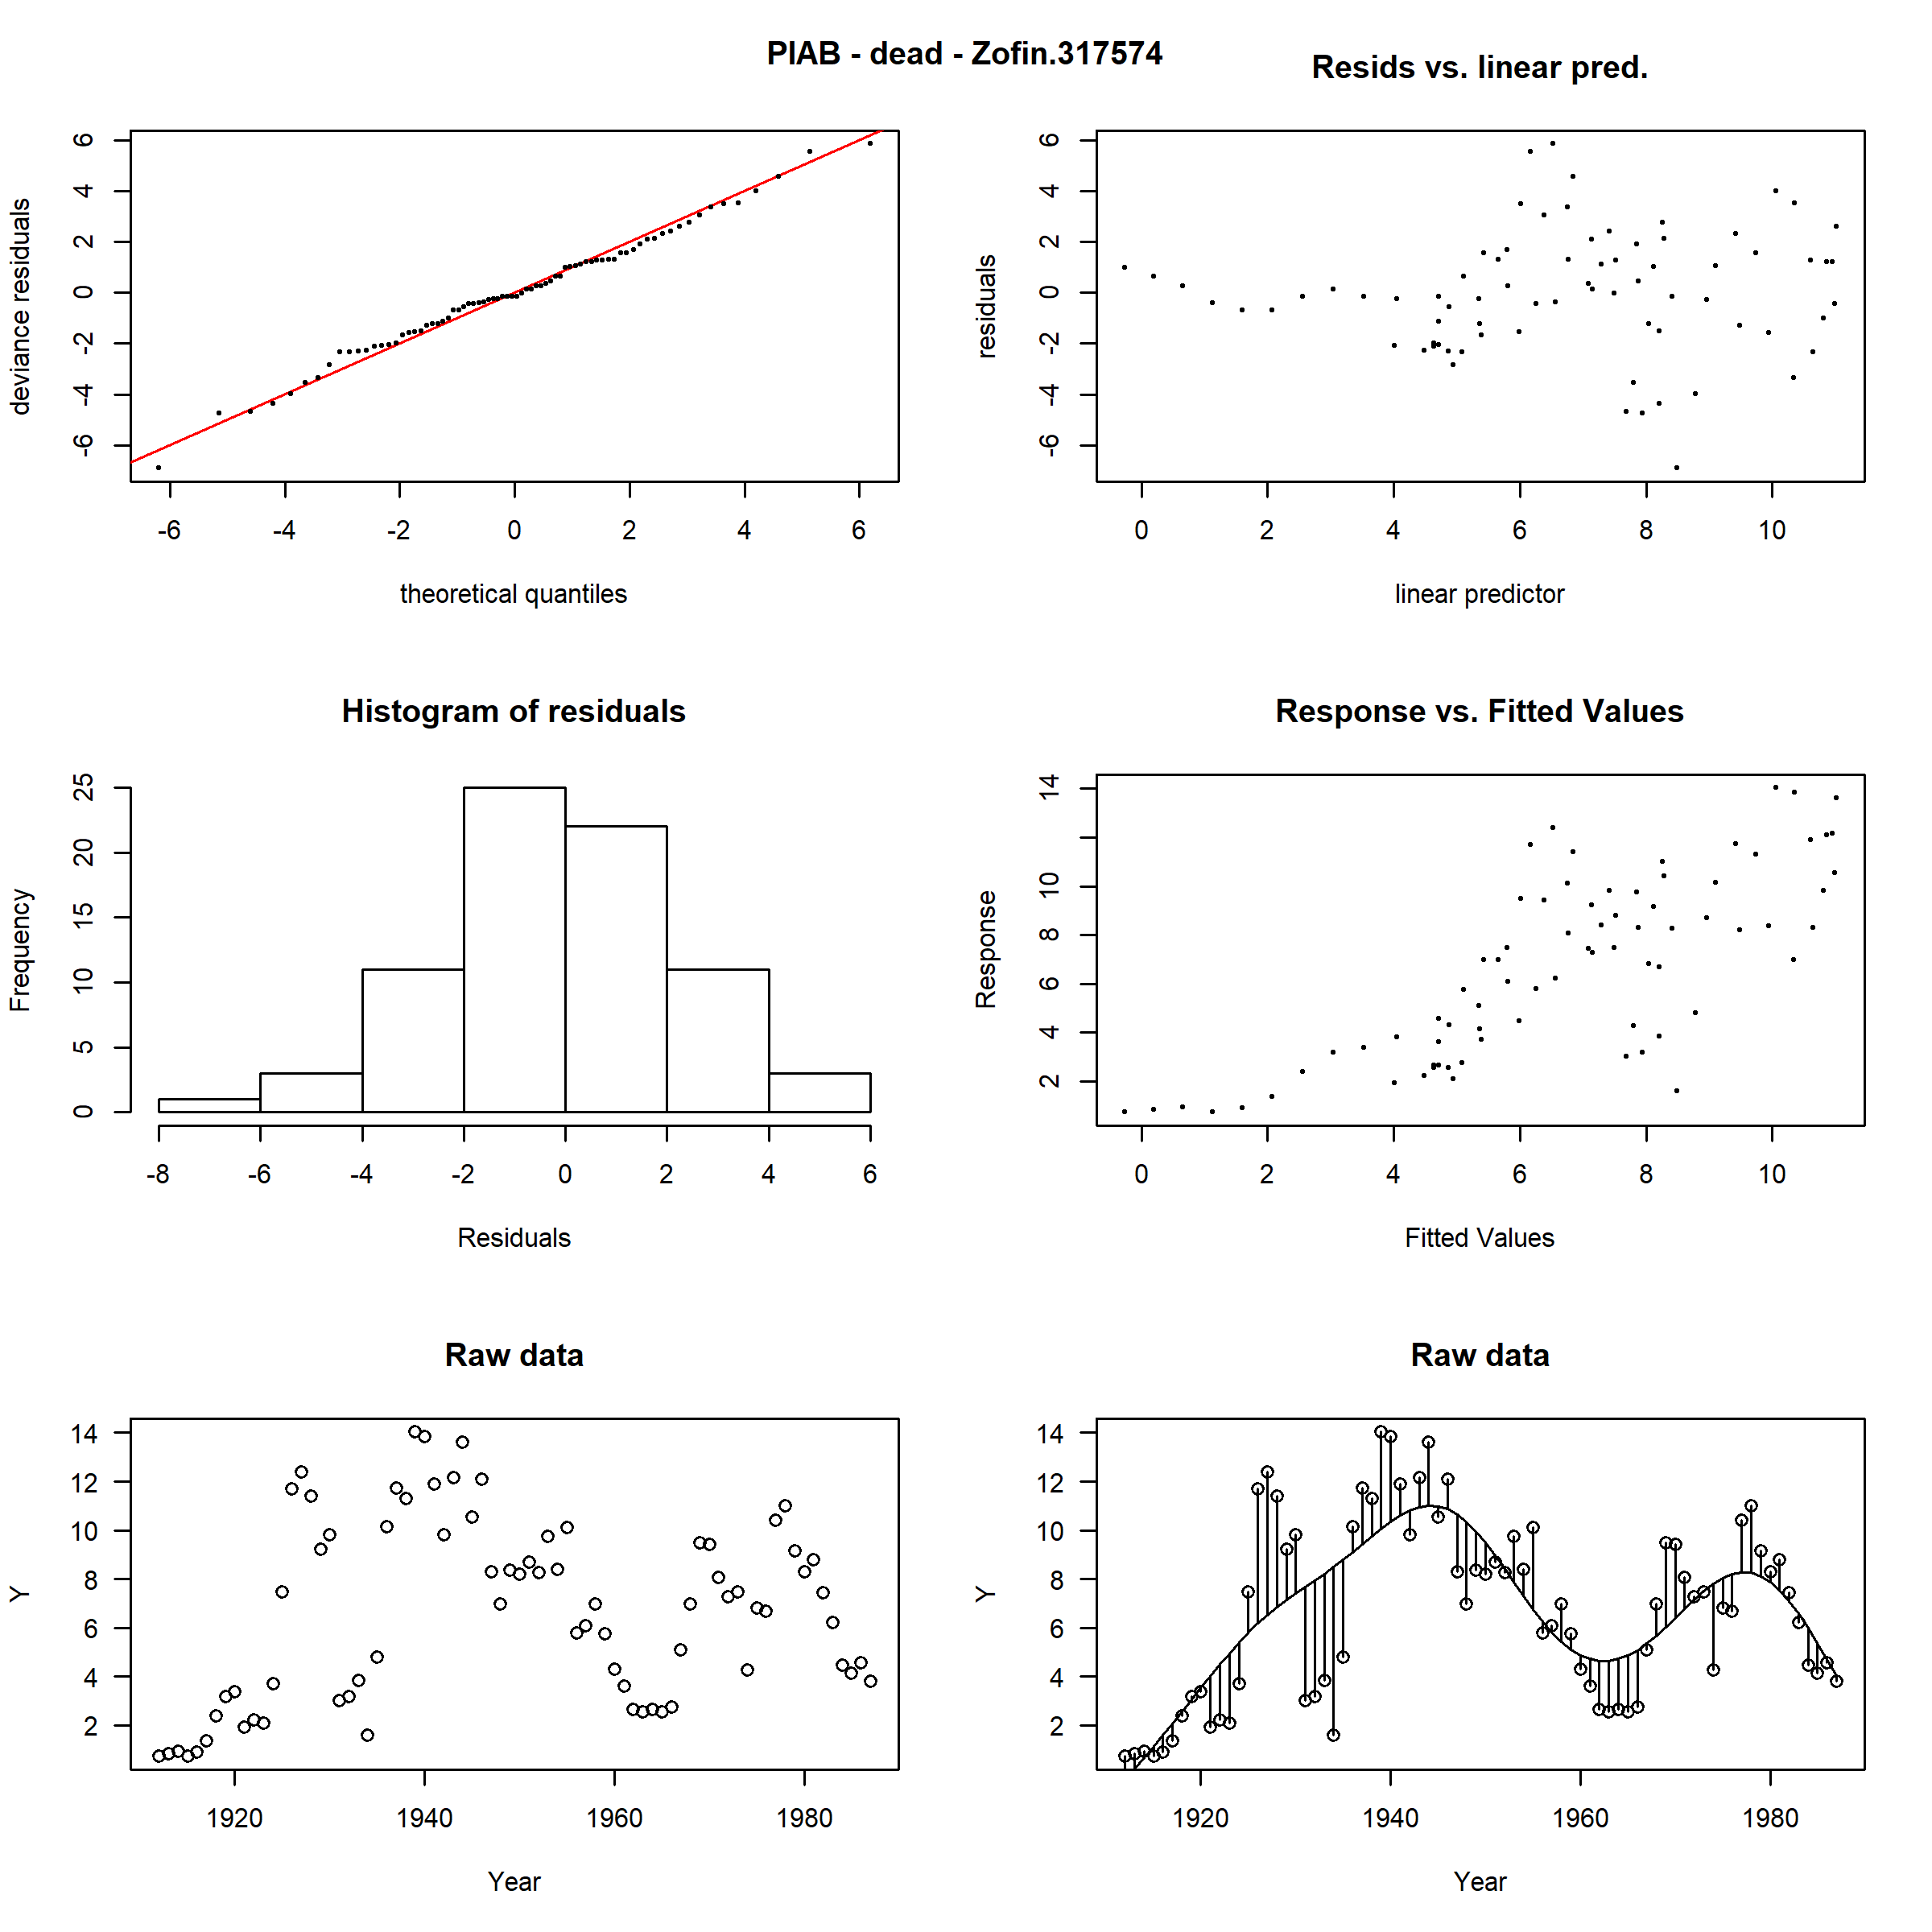 PIAB - dead - Zofin.317574
Resids vs. linear pred.
deviance residuals
6
4
2
0
-2
-4
-6
-6 -4 -2 0 2 4 6
theoretical quantiles
residuals
6
4
2
0
-2
-4
-6
0 2 4 6 8 10
linear predictor
Histogram of residuals
Frequency
25
20
15
10
5
0
-8 -6 -4 -2 0 2 4 6
Residuals
Response vs. Fitted Values
Response
14
10
8
6
4
2
0 2 4 6 8 10
Fitted Values
Raw data
Y
14
12
10
8
6
4
2
1920 1940 1960 1980
Year
Raw data
Y
14
12
10
8
6
4
2
1920 1940 1960 1980
Year